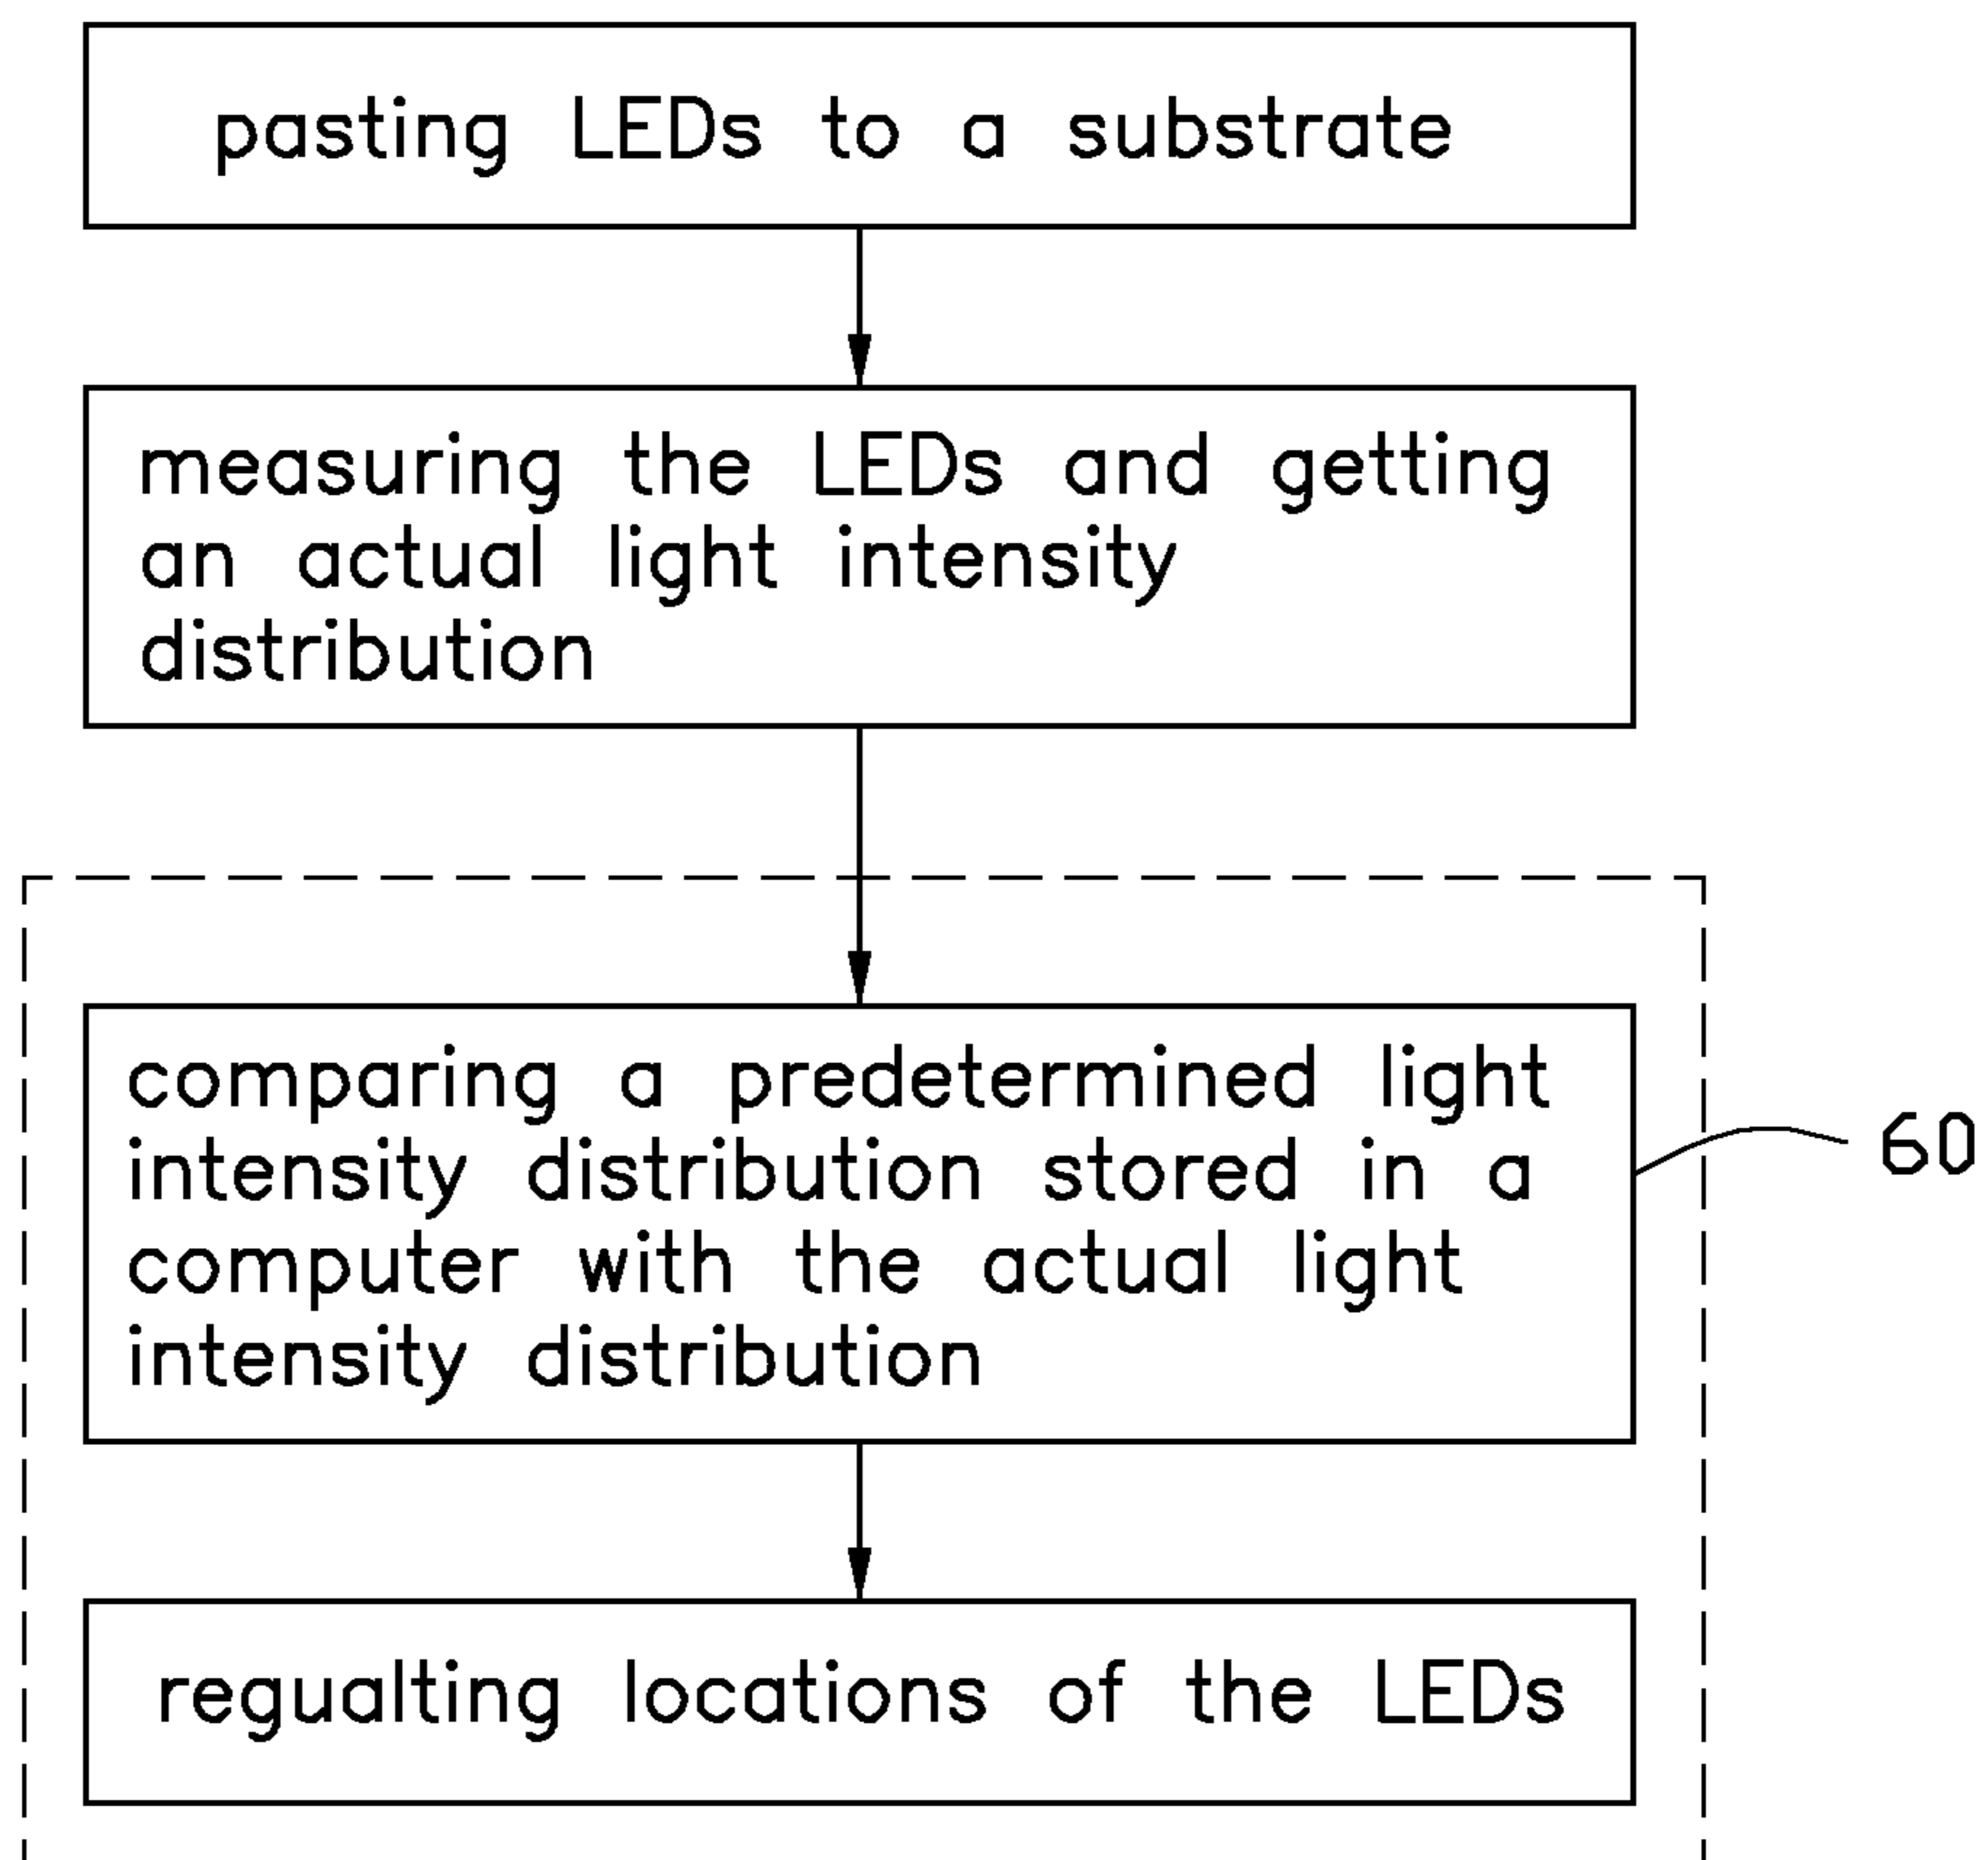 pasting LEDs to a substrate
measuring the LEDs and getting
an actual light intensity
distribution
comparing a predetermined light
intensity distribution stored in a
computer with the actual light
intensity distribution
60
regualting locations of the LEDs